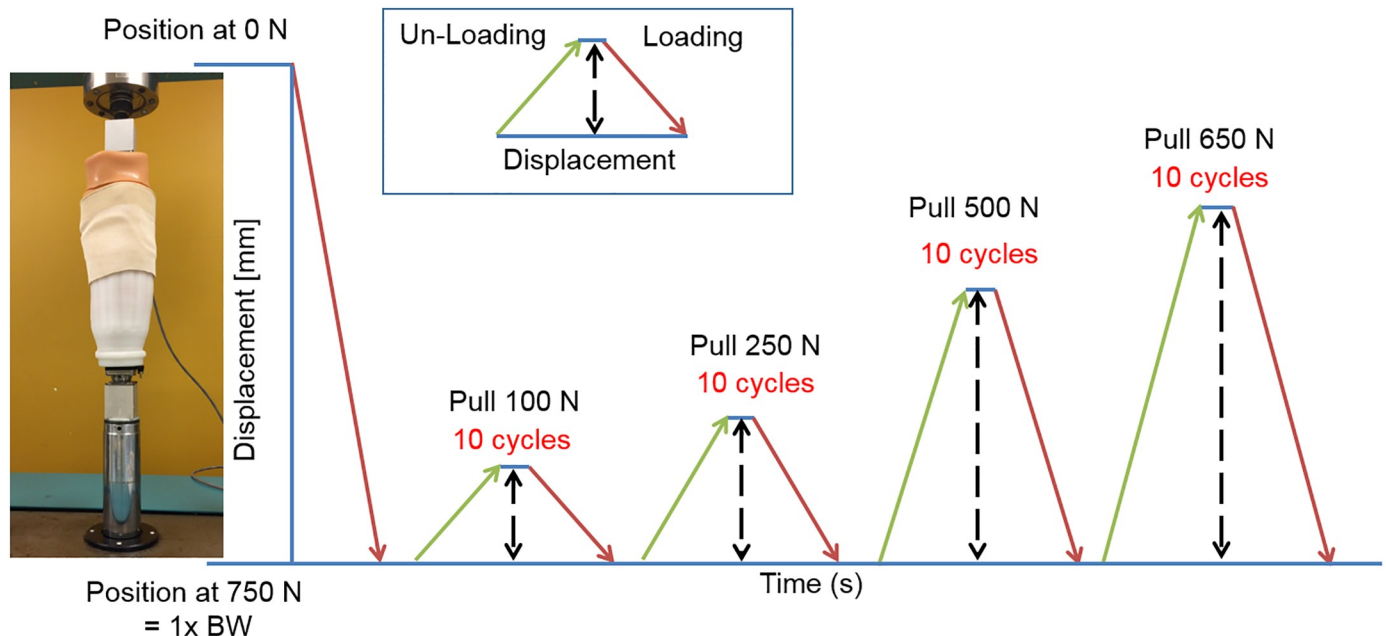 Position at 0 N
Un-Loading
Loading
Displacement
Displacement [mm]
Pull 100 N
10 cycles
Pull 250 N
10 cycles
Pull 500 N
10 cycles
Pull 650 N
10 cycles
Time (s)
Position at 750 N
= 1x BW